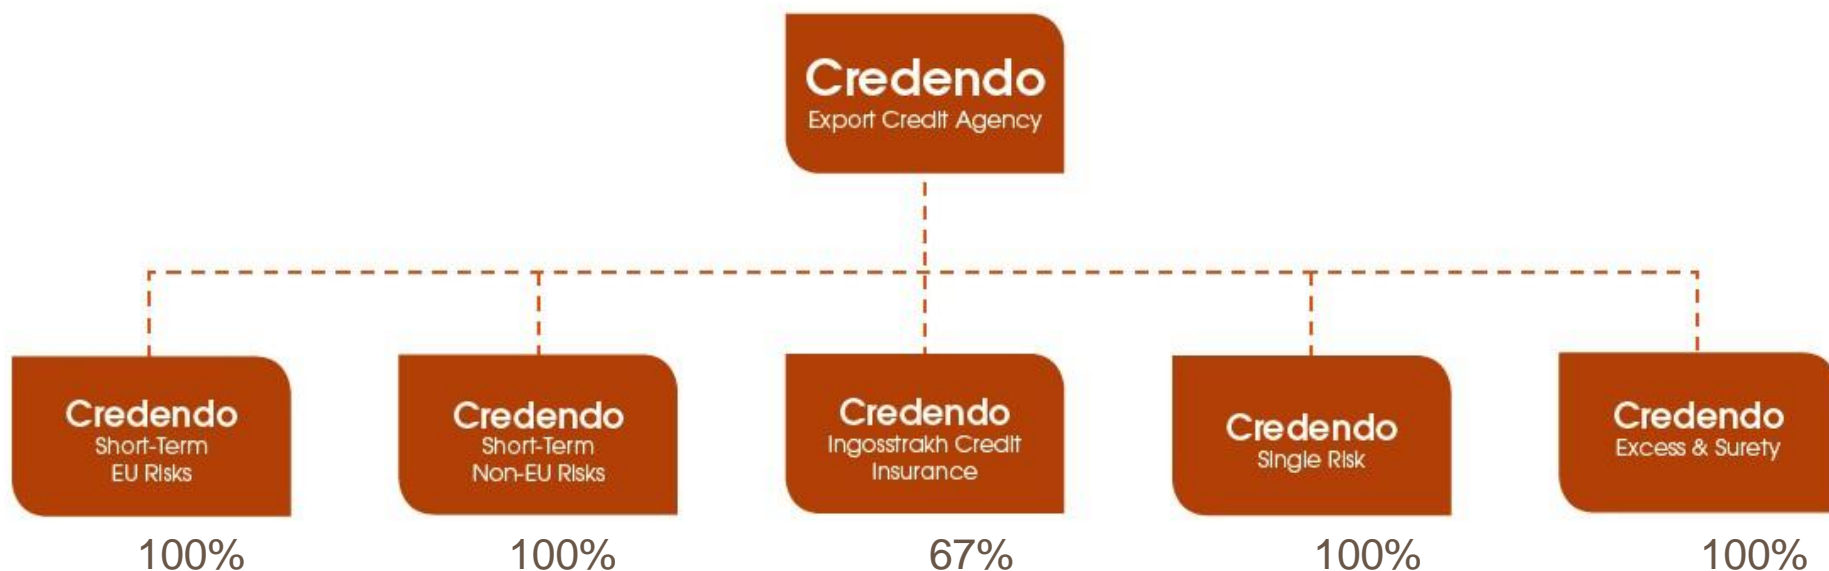 Credendo
Export Credit Agency
Credendo
Short-Term
EU Risks
Credendo
Short-Term
Non-EU Risks
Credendo
Ingosstrakh Credit
Insurance
Credendo
Single Risk
Credendo
Excess & Surety
100%
100%
67%
100%
100%